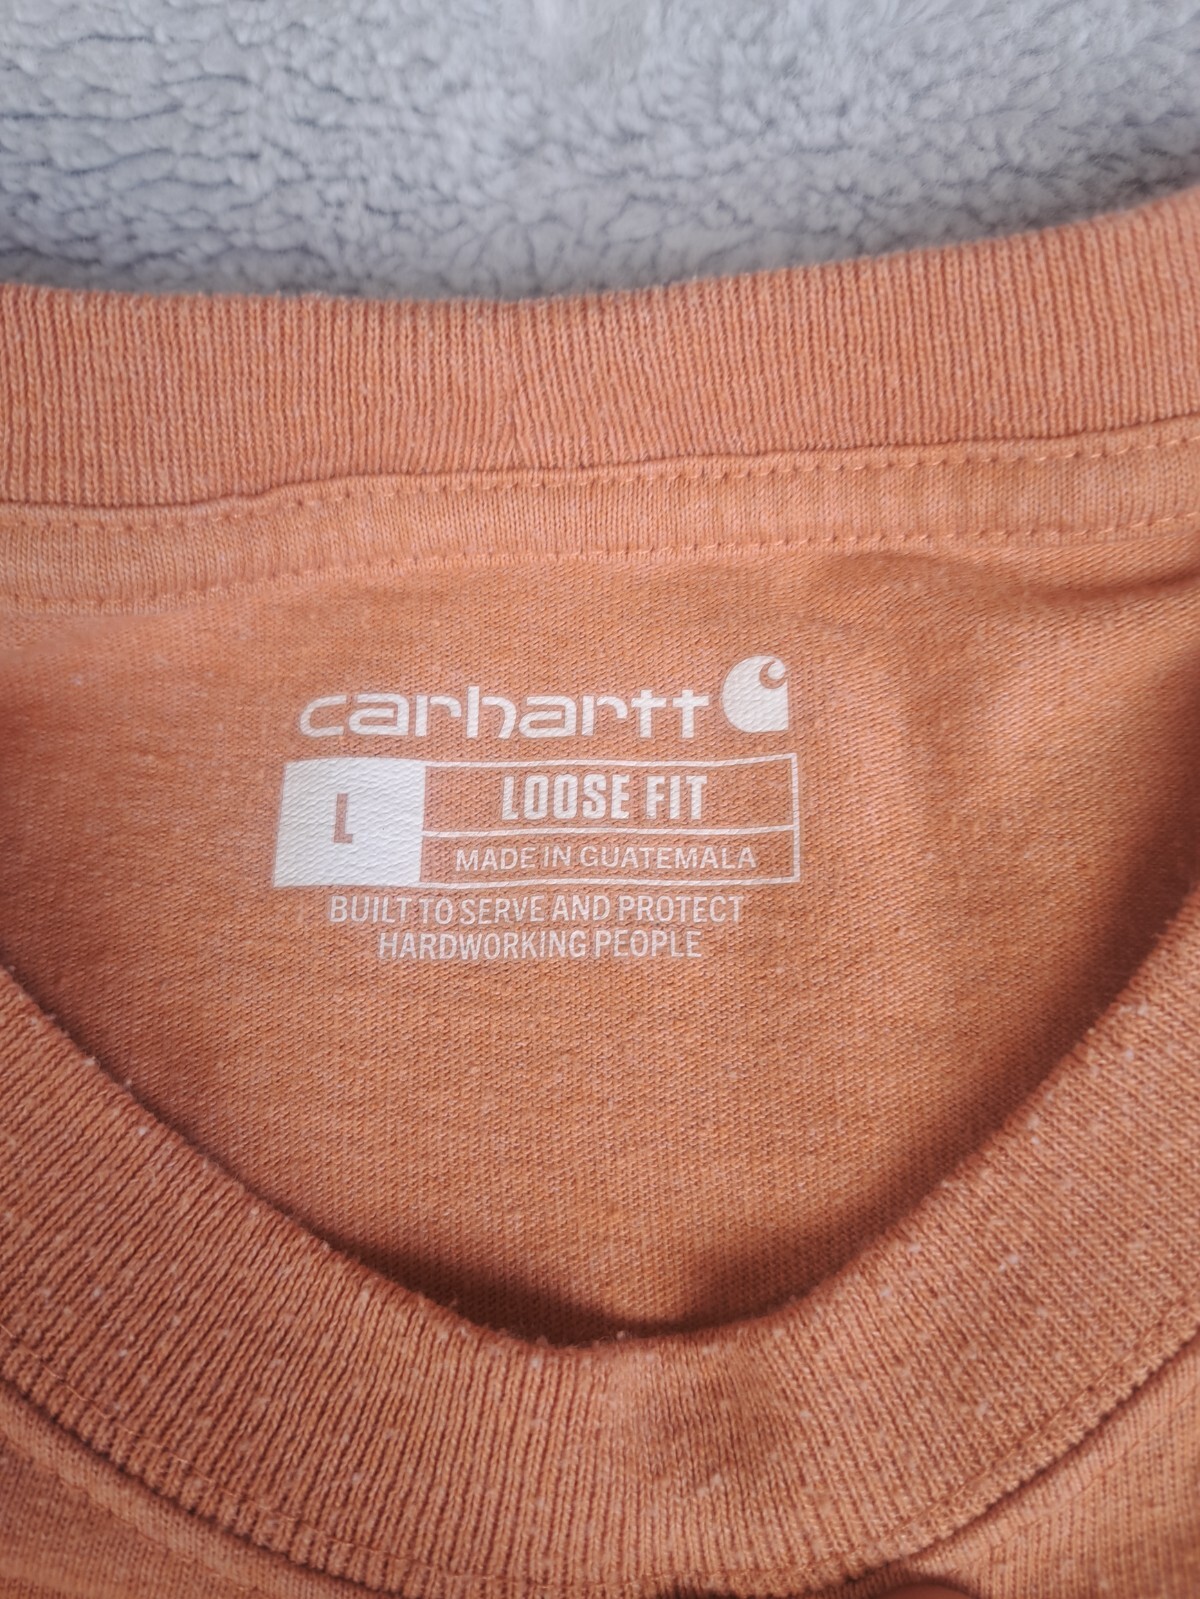 carhartt
L
LOOSE FIT
MADE IN GUATEMALA
BUILT TO SERVE AND PROTECT
HARDWORKING PEOPLE